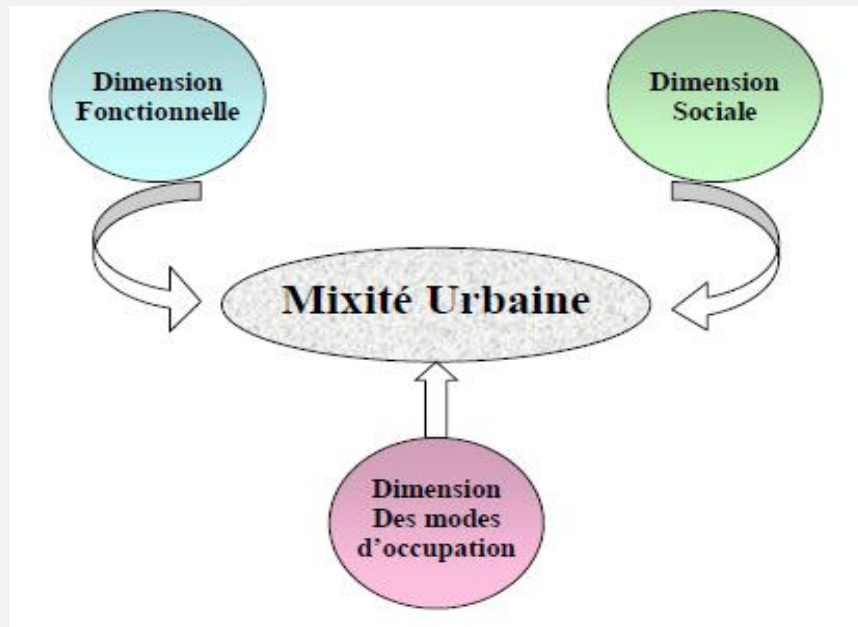 Dimension
Fonctionnelle
Dimension
Sociale
Mixité Urbaine
Dimension
Des modes
d’occupation